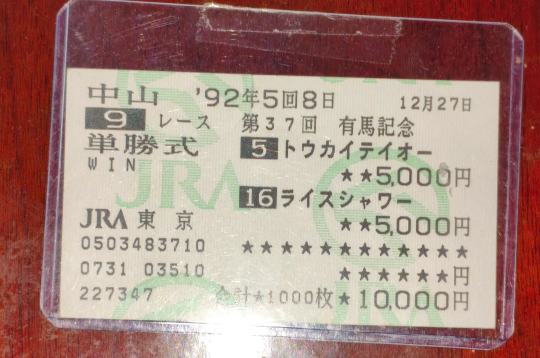 中山 '92年5回8日 12月27日
9 レース 第37回 有馬記念
単勝式 5 トウカイテイオー
WIN ★★5,000円
16 ライスシャワー
JRA 東京 ★★5,000円
0503483710 ★★★★★★★★★★★★
0731 03510 ★★★★★★円
227347 合計★1000枚★10,000円
JRA